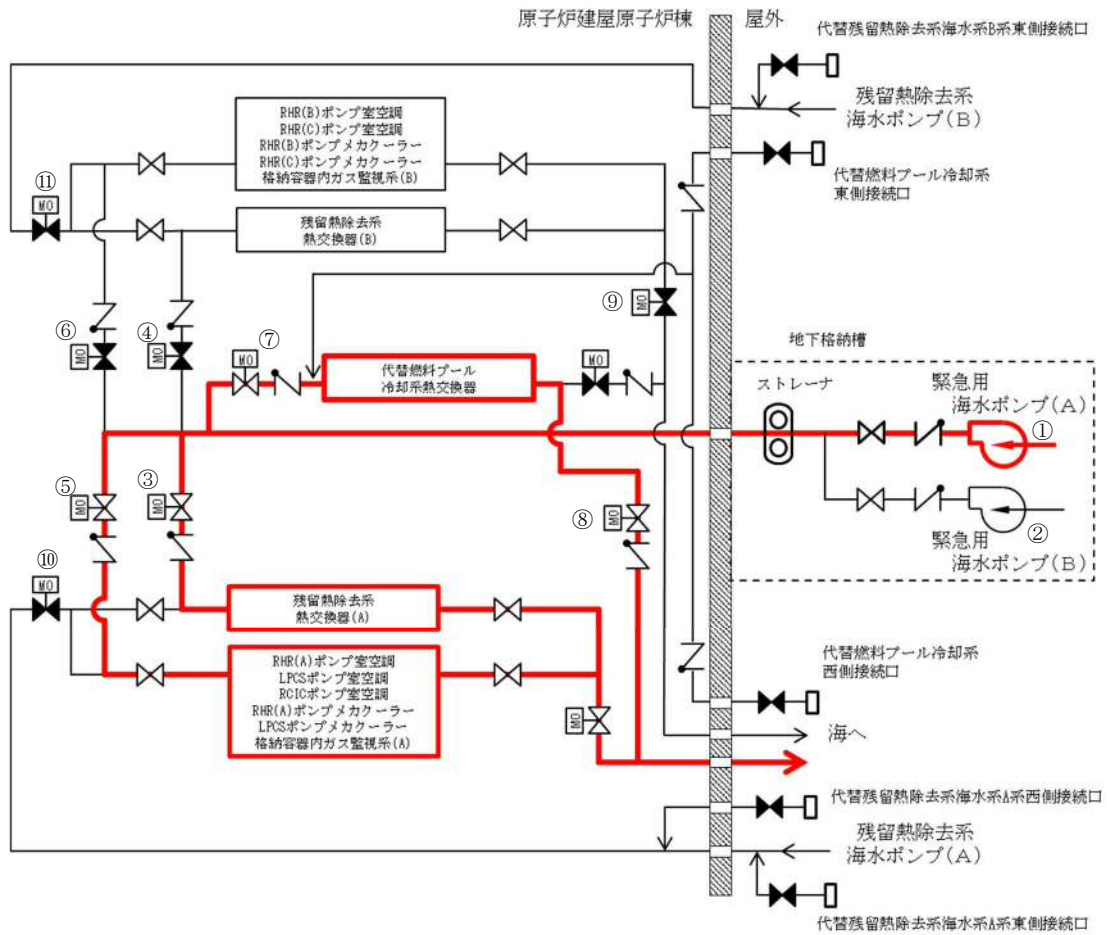 原子炉建屋原子炉棟
屋外
代替残留熱除去系海水系B系東側接続口
残留熱除去系
海水ポンプ(B)
RHR(B)ポンプ室空調
RHR(C)ポンプ室空調
RHR(B)ポンプメカクーラー
RHR(C)ポンプメカクーラー
格納容器内ガス監視系(B)
代替燃料プール冷却系
東側接続口
⑪
MO
残留熱除去系
熱交換器(B)
⑨
MO
⑥
MO
④
MO
⑦
MO
代替燃料プール
冷却系熱交換器
MO
地下格納槽
ストレーナ
緊急用
海水ポンプ(A)
①
⑤
MO
③
MO
⑧
MO
②
緊急用
海水ポンプ(B)
⑩
MO
残留熱除去系
熱交換器(A)
RHR(A)ポンプ室空調
LPCSポンプ室空調
RCICポンプ室空調
RHR(A)ポンプメカクーラー
LPCSポンプメカクーラー
格納容器内ガス監視系(A)
MO
代替燃料プール冷却系
西側接続口
海へ
代替残留熱除去系海水系A系西側接続口
残留熱除去系
海水ポンプ(A)
代替残留熱除去系海水系A系東側接続口